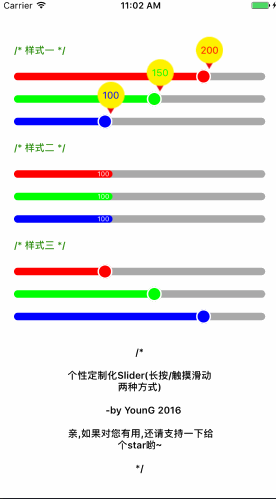 Carrier 11:02 AM
/* 样式一 */
200
150
100
/* 样式二 */
100
100
100
/* 样式三 */
/*
个性定制化Slider(长按/触摸滑动
两种方式)
-by YounG 2016
亲,如果对您有用,还请支持一下给
个star哟~
*/